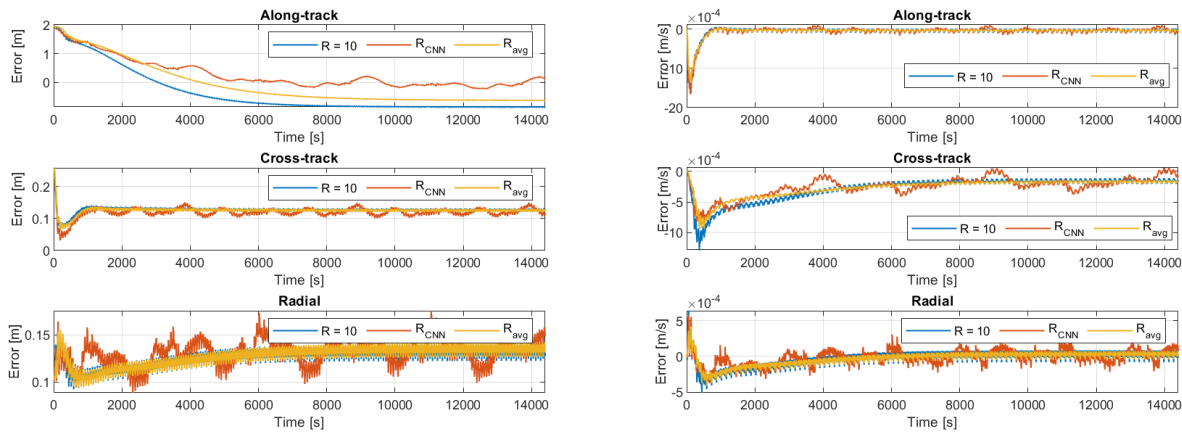 Along-track
Error [m]
2
1
0
R = 10 R_CNN R_avg
0 2000 4000 6000 8000 10000 12000 14000
Time [s]
Cross-track
Error [m]
0.2
0.1
0
R = 10 R_CNN R_avg
0 2000 4000 6000 8000 10000 12000 14000
Time [s]
Radial
Error [m]
0.15
0.1
R = 10 R_CNN R_avg
0 2000 4000 6000 8000 10000 12000 14000
Time [s]
×10⁻⁴
Along-track
Error [m/s]
0
10
-20
R = 10 R_CNN R_avg
0 2000 4000 6000 8000 10000 12000 14000
Time [s]
×10⁻⁴
Cross-track
Error [m/s]
0
-5
-10
R = 10 R_CNN R_avg
0 2000 4000 6000 8000 10000 12000 14000
Time [s]
×10⁻⁴
Radial
Error [m/s]
5
0
-5
R = 10 R_CNN R_avg
0 2000 4000 6000 8000 10000 12000 14000
Time [s]